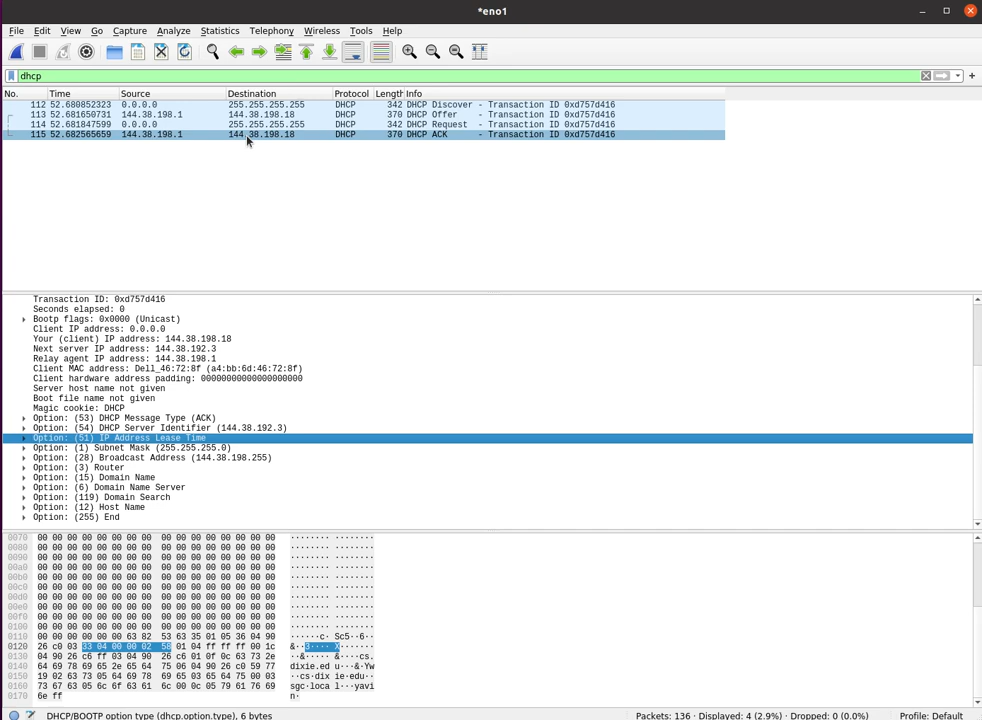 *eno1
File Edit View Go Capture Analyze Statistics Telephony Wireless Tools Help
dhcp
No. Time Source Destination Protocol Length Info
112 52.680852323 0.0.0.0 255.255.255.255 DHCP 342 DHCP Discover - Transaction ID 0xd757d416
113 52.681650731 144.38.198.1 144.38.198.18 DHCP 370 DHCP Offer - Transaction ID 0xd757d416
114 52.681847599 0.0.0.0 255.255.255.255 DHCP 342 DHCP Request - Transaction ID 0xd757d416
115 52.682565659 144.38.198.1 144.38.198.18 DHCP 370 DHCP ACK - Transaction ID 0xd757d416
Transaction ID: 0xd757d416
Seconds elapsed: 0
Bootp flags: 0x0000 (Unicast)
Client IP address: 0.0.0.0
Your (client) IP address: 144.38.198.18
Next server IP address: 144.38.192.3
Relay agent IP address: 144.38.198.1
Client MAC address: Dell_46:72:8f (a4:bb:6d:46:72:8f)
Client hardware address padding: 00000000000000000000
Server host name not given
Boot file name not given
Magic cookie: DHCP
Option: (53) DHCP Message Type (ACK)
Option: (54) DHCP Server Identifier (144.38.192.3)
Option: (51) IP Address Lease Time
Option: (1) Subnet Mask (255.255.255.0)
Option: (28) Broadcast Address (144.38.198.255)
Option: (3) Router
Option: (15) Domain Name
Option: (6) Domain Name Server
Option: (119) Domain Search
Option: (12) Host Name
Option: (255) End
0070 00 00 00 00 00 00 00 00 00 00 00 00 00 00 00 00 ········ ········
0080 00 00 00 00 00 00 00 00 00 00 00 00 00 00 00 00 ········ ········
0090 00 00 00 00 00 00 00 00 00 00 00 00 00 00 00 00 ········ ········
00a0 00 00 00 00 00 00 00 00 00 00 00 00 00 00 00 00 ········ ········
00b0 00 00 00 00 00 00 00 00 00 00 00 00 00 00 00 00 ········ ········
00c0 00 00 00 00 00 00 00 00 00 00 00 00 00 00 00 00 ········ ········
00d0 00 00 00 00 00 00 00 00 00 00 00 00 00 00 00 00 ········ ········
00e0 00 00 00 00 00 00 00 00 00 00 00 00 00 00 00 00 ········ ········
00f0 00 00 00 00 00 00 00 00 00 00 00 00 00 00 00 00 ········ ········
0100 00 00 00 00 00 00 00 00 00 00 00 00 00 00 00 00 ········ ········
0110 00 00 00 00 00 00 63 82 53 63 35 01 05 36 04 90 ······c· Sc5··6··
0120 26 c0 03 33 04 00 00 02 58 01 04 ff ff ff 00 1c &··3···· X·······
0130 04 90 26 c6 ff 03 04 90 26 c6 01 0f 0c 63 73 2e ··&····· &····cs.
0140 64 69 78 69 65 2e 65 64 75 06 04 90 26 c0 59 77 dixie.ed u···&·Yw
0150 19 02 63 73 05 64 69 78 69 65 03 65 64 75 00 03 ··cs·dix ie·edu··
0160 73 67 63 05 6c 6f 63 61 6c 00 0c 05 79 61 76 69 sgc·loca l···yavi
0170 6e ff n·
DHCP/BOOTP option type (dhcp.option.type), 6 bytes Packets: 136 · Displayed: 4 (2.9%) · Dropped: 0 (0.0%) Profile: Default